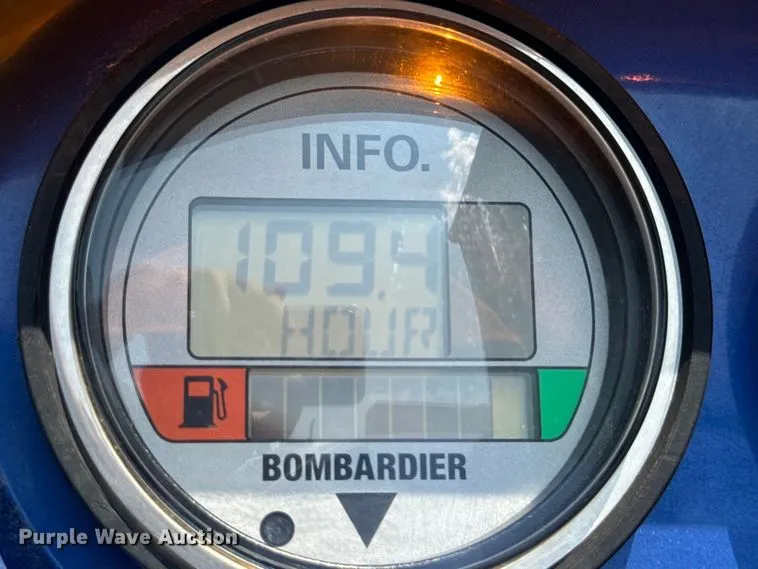 INFO.
109.4
HOUR
BOMBARDIER
Purple Wave Auction